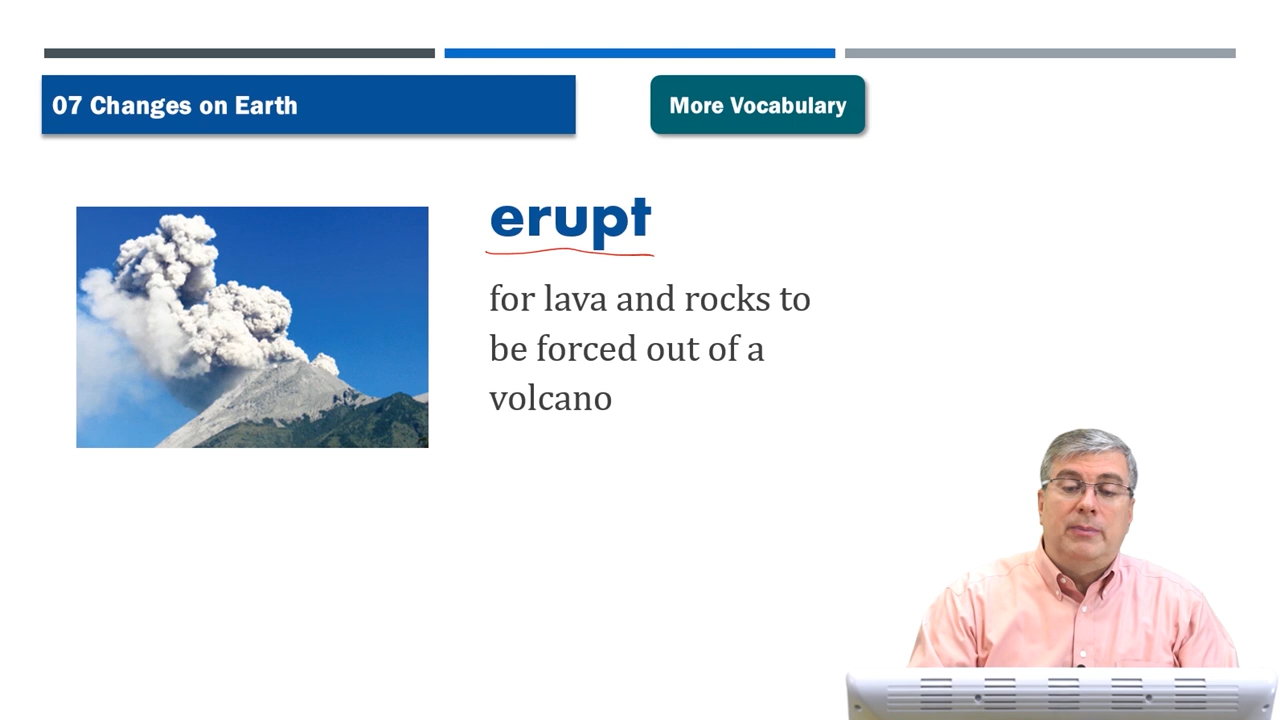 07 Changes on Earth
More Vocabulary
erupt
for lava and rocks to
be forced out of a
volcano